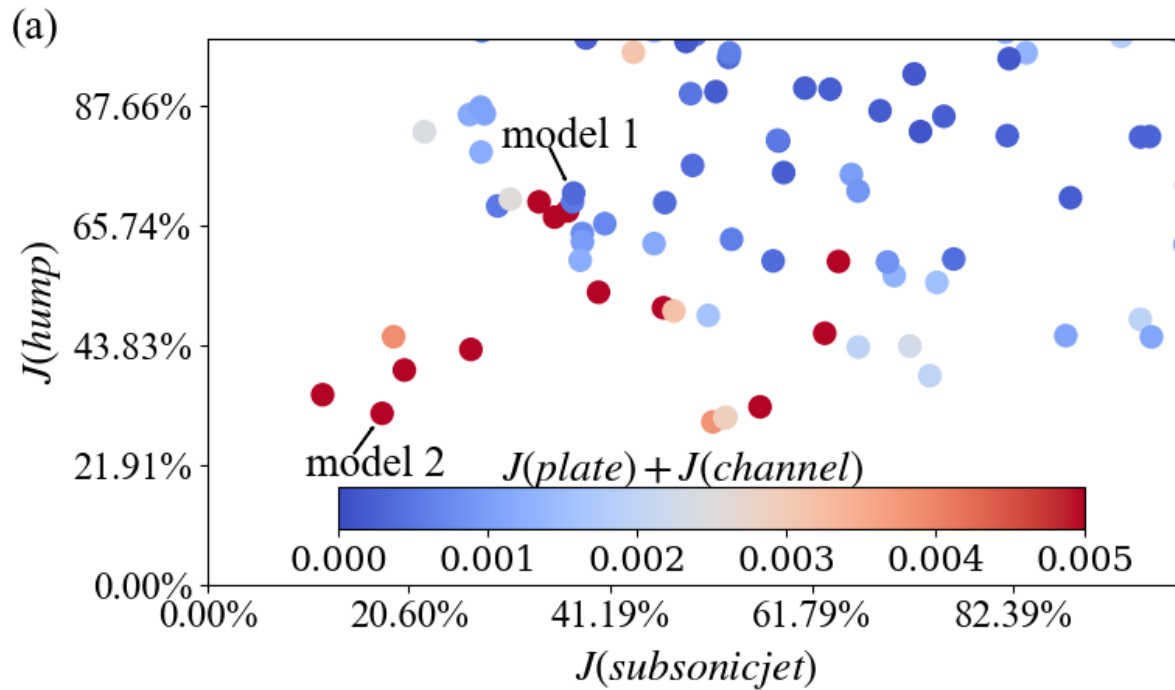 (a)
87.66%
model 1
65.74%
J(hump)
43.83%
21.91%
model 2
J(plate) + J(channel)
0.000 0.001 0.002 0.003 0.004 0.005
0.00%
0.00% 20.60% 41.19% 61.79% 82.39%
J(subsonicjet)